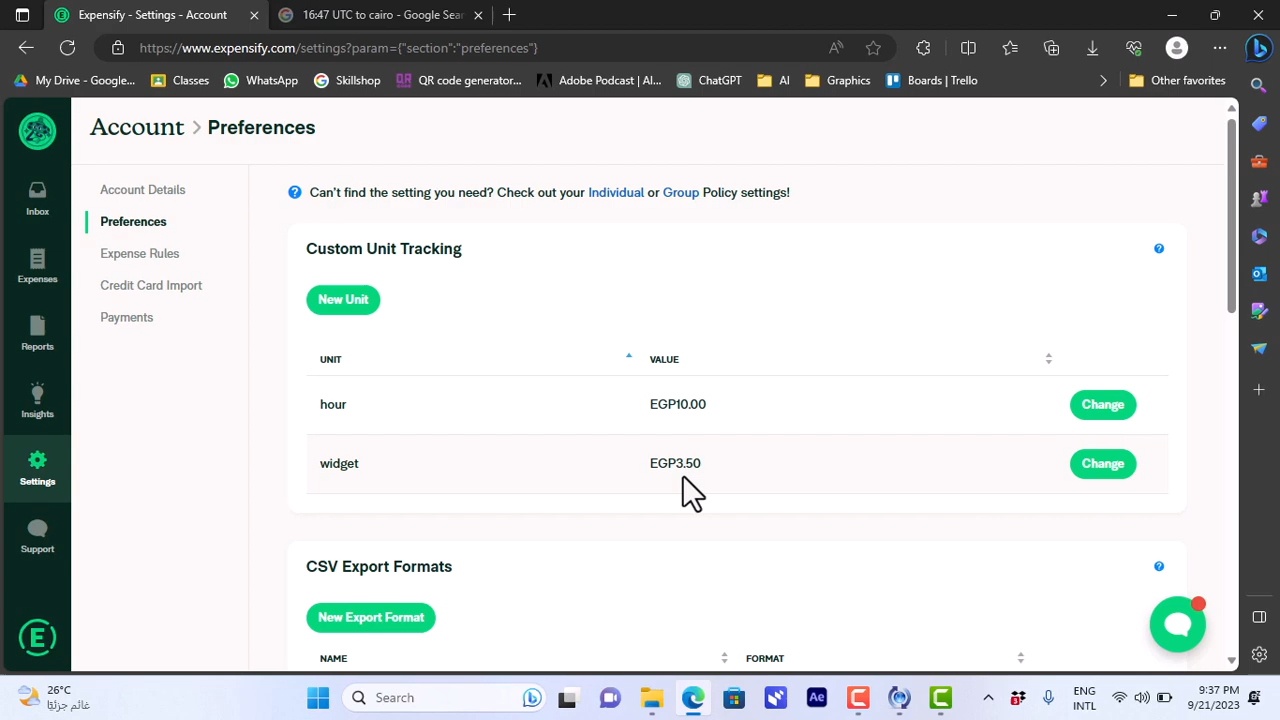 Expensify - Settings - Account
16:47 UTC to cairo - Google Sear
https://www.expensify.com/settings?param={"section":"preferences"}
My Drive - Google...
Classes
WhatsApp
Skillshop
QR code generator...
Adobe Podcast | AI...
ChatGPT
AI
Graphics
Boards | Trello
Other favorites
Account > Preferences
Inbox
Expenses
Reports
Insights
Settings
Support
Account Details
Preferences
Expense Rules
Credit Card Import
Payments
Can't find the setting you need? Check out your Individual or Group Policy settings!
Custom Unit Tracking
New Unit
UNIT VALUE
hour EGP10.00 Change
widget EGP3.50 Change
CSV Export Formats
New Export Format
NAME FORMAT
26°C
غائم جزئيًا
Search
Ae
ENG
INTL
9:37 PM
9/21/2023